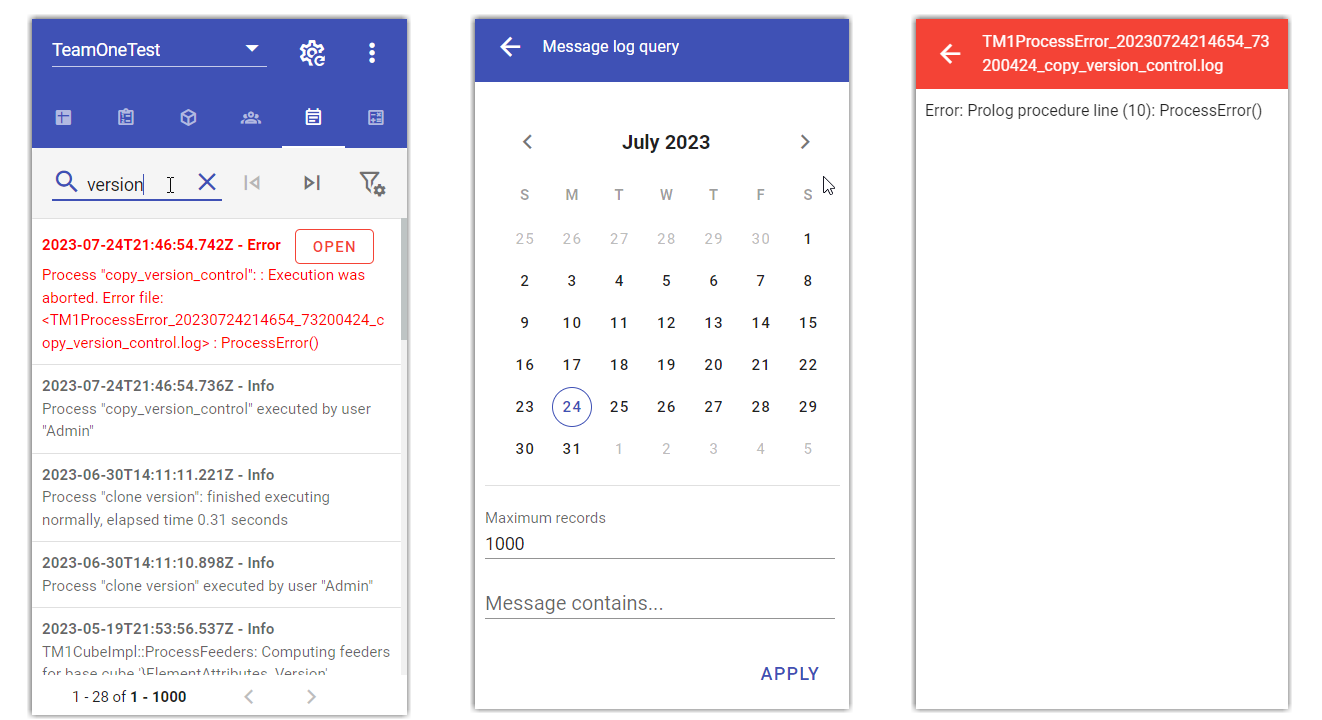 TeamOneTest
version
2023-07-24T21:46:54.742Z - Error
OPEN
Process "copy_version_control": : Execution was
aborted. Error file:
<TM1ProcessError_20230724214654_73200424_c
opy_version_control.log> : ProcessError()
2023-07-24T21:46:54.736Z - Info
Process "copy_version_control" executed by user
"Admin"
2023-06-30T14:11:11.221Z - Info
Process "clone version": finished executing
normally, elapsed time 0.31 seconds
2023-06-30T14:11:10.898Z - Info
Process "clone version" executed by user "Admin"
2023-05-19T21:53:56.537Z - Info
TM1CubeImpl::ProcessFeeders: Computing feeders
for base cube '}ElementAttributes_Version'.
1 - 28 of 1 - 1000
Message log query
July 2023
S M T W T F S
25 26 27 28 29 30 1
2 3 4 5 6 7 8
9 10 11 12 13 14 15
16 17 18 19 20 21 22
23 24 25 26 27 28 29
30 31 1 2 3 4 5
Maximum records
1000
Message contains...
APPLY
TM1ProcessError_20230724214654_73
200424_copy_version_control.log
Error: Prolog procedure line (10): ProcessError()